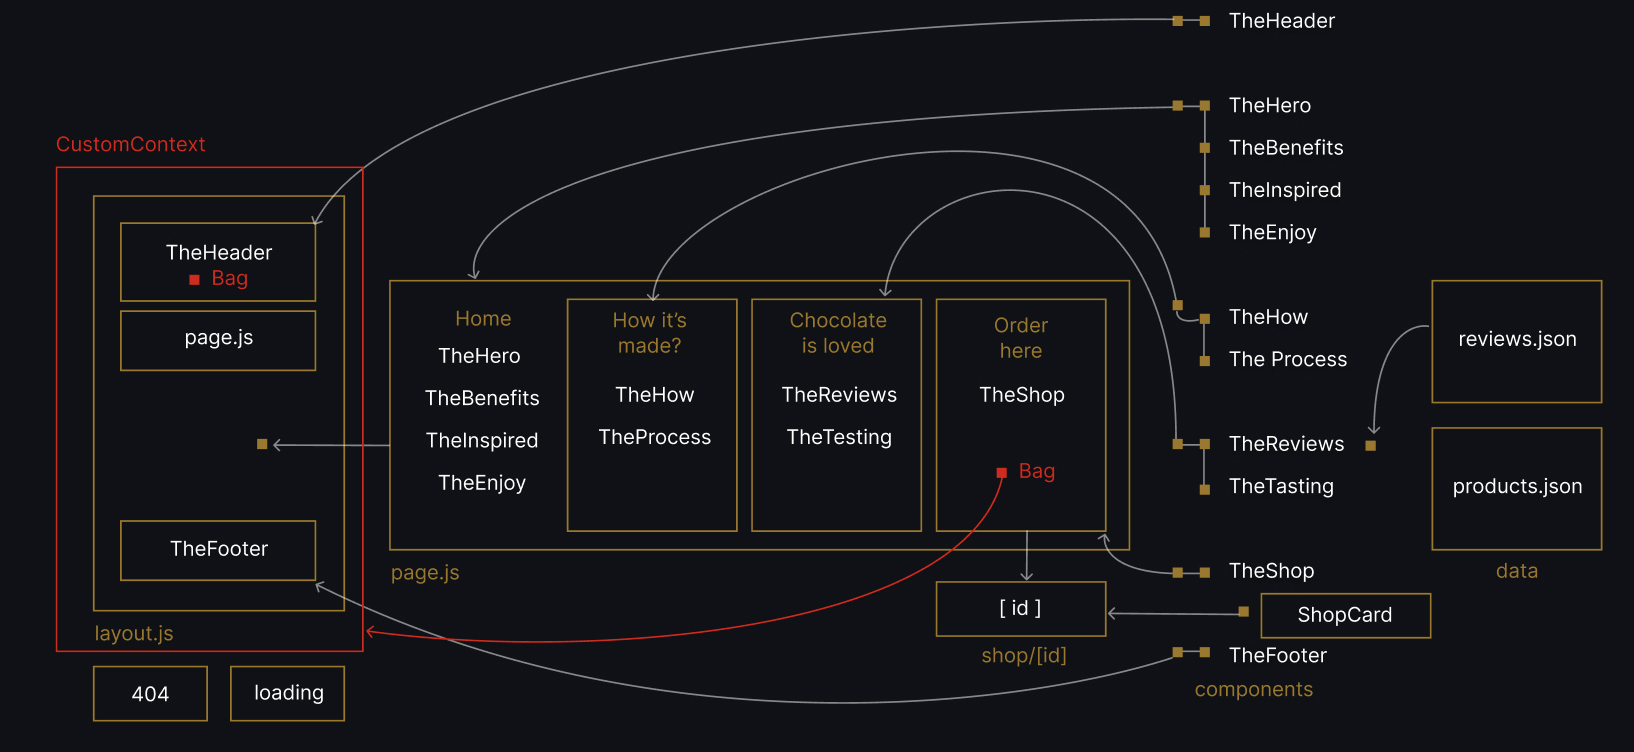 TheHeader
TheHero
TheBenefits
TheInspired
TheEnjoy
CustomContext
TheHeader
Bag
page.js
TheFooter
layout.js
404
loading
Home
TheHero
TheBenefits
TheInspired
TheEnjoy
How it’s
made?
TheHow
TheProcess
Chocolate
is loved
TheReviews
TheTesting
Order
here
TheShop
Bag
page.js
[ id ]
shop/[id]
TheHow
The Process
TheReviews
TheTasting
TheShop
ShopCard
TheFooter
components
reviews.json
products.json
data